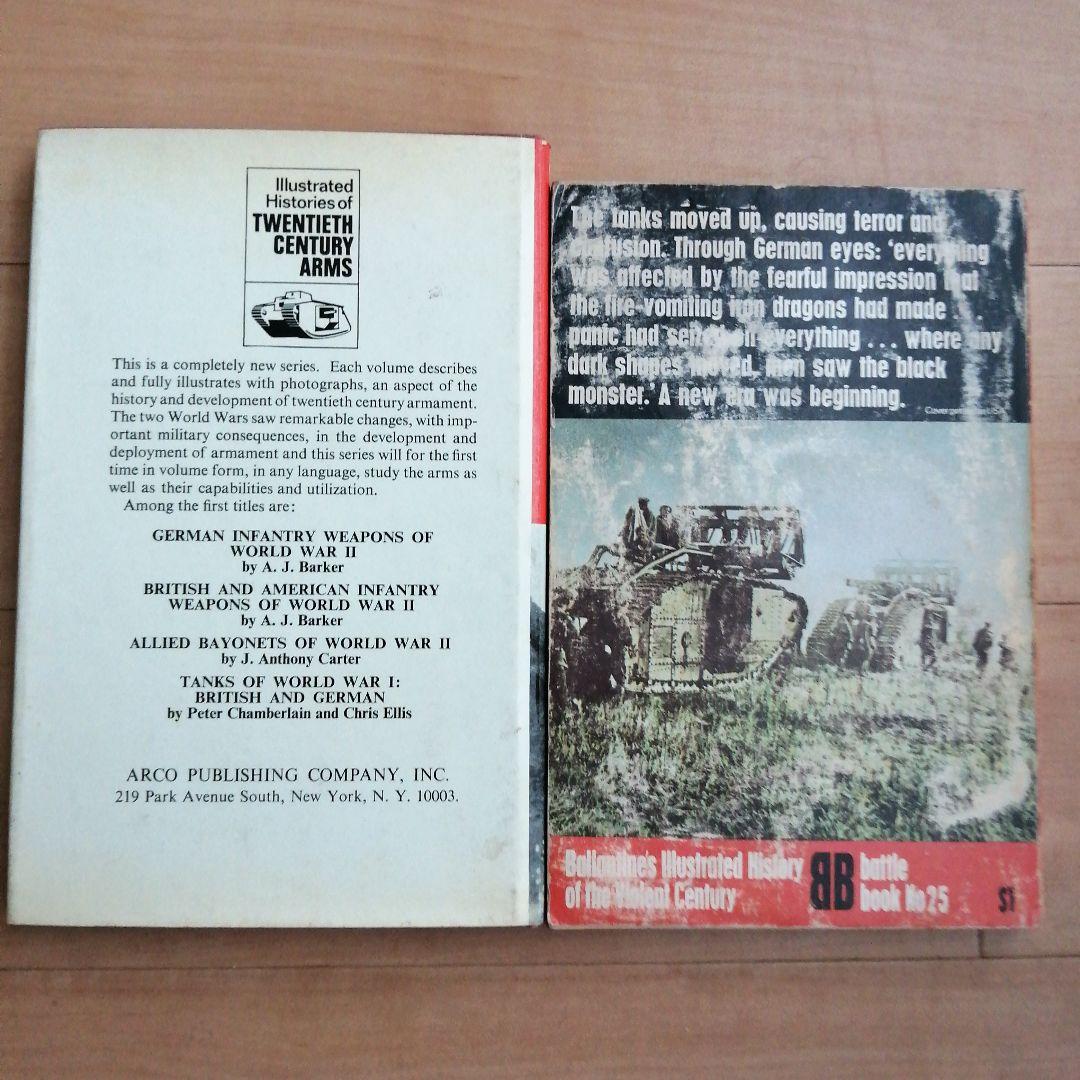 Illustrated
Histories of
TWENTIETH
CENTURY
ARMS
This is a completely new series. Each volume describes
and fully illustrates with photographs, an aspect of the
history and development of twentieth century armament.
The two World Wars saw remarkable changes, with imp-
ortant military consequences, in the development and
deployment of armament and this series will for the first
time in volume form, in any language, study the arms as
well as their capabilities and utilization.
Among the first titles are:
GERMAN INFANTRY WEAPONS OF
WORLD WAR II
by A. J. Barker
BRITISH AND AMERICAN INFANTRY
WEAPONS OF WORLD WAR II
by A. J. Barker
ALLIED BAYONETS OF WORLD WAR II
by J. Anthony Carter
TANKS OF WORLD WAR I:
BRITISH AND GERMAN
by Peter Chamberlain and Chris Ellis
ARCO PUBLISHING COMPANY, INC.
219 Park Avenue South, New York, N. Y. 10003.
The tanks moved up, causing terror and
confusion. Through German eyes: 'everything
was affected by the fearful impression that
the fire-vomiting iron dragons had made ...
panic had seized on everything ... where any
dark shapes moved, men saw the black
monster.' A new era was beginning.
Ballantine's Illustrated History
of the Violent Century
BB
battle
book No 25
$1